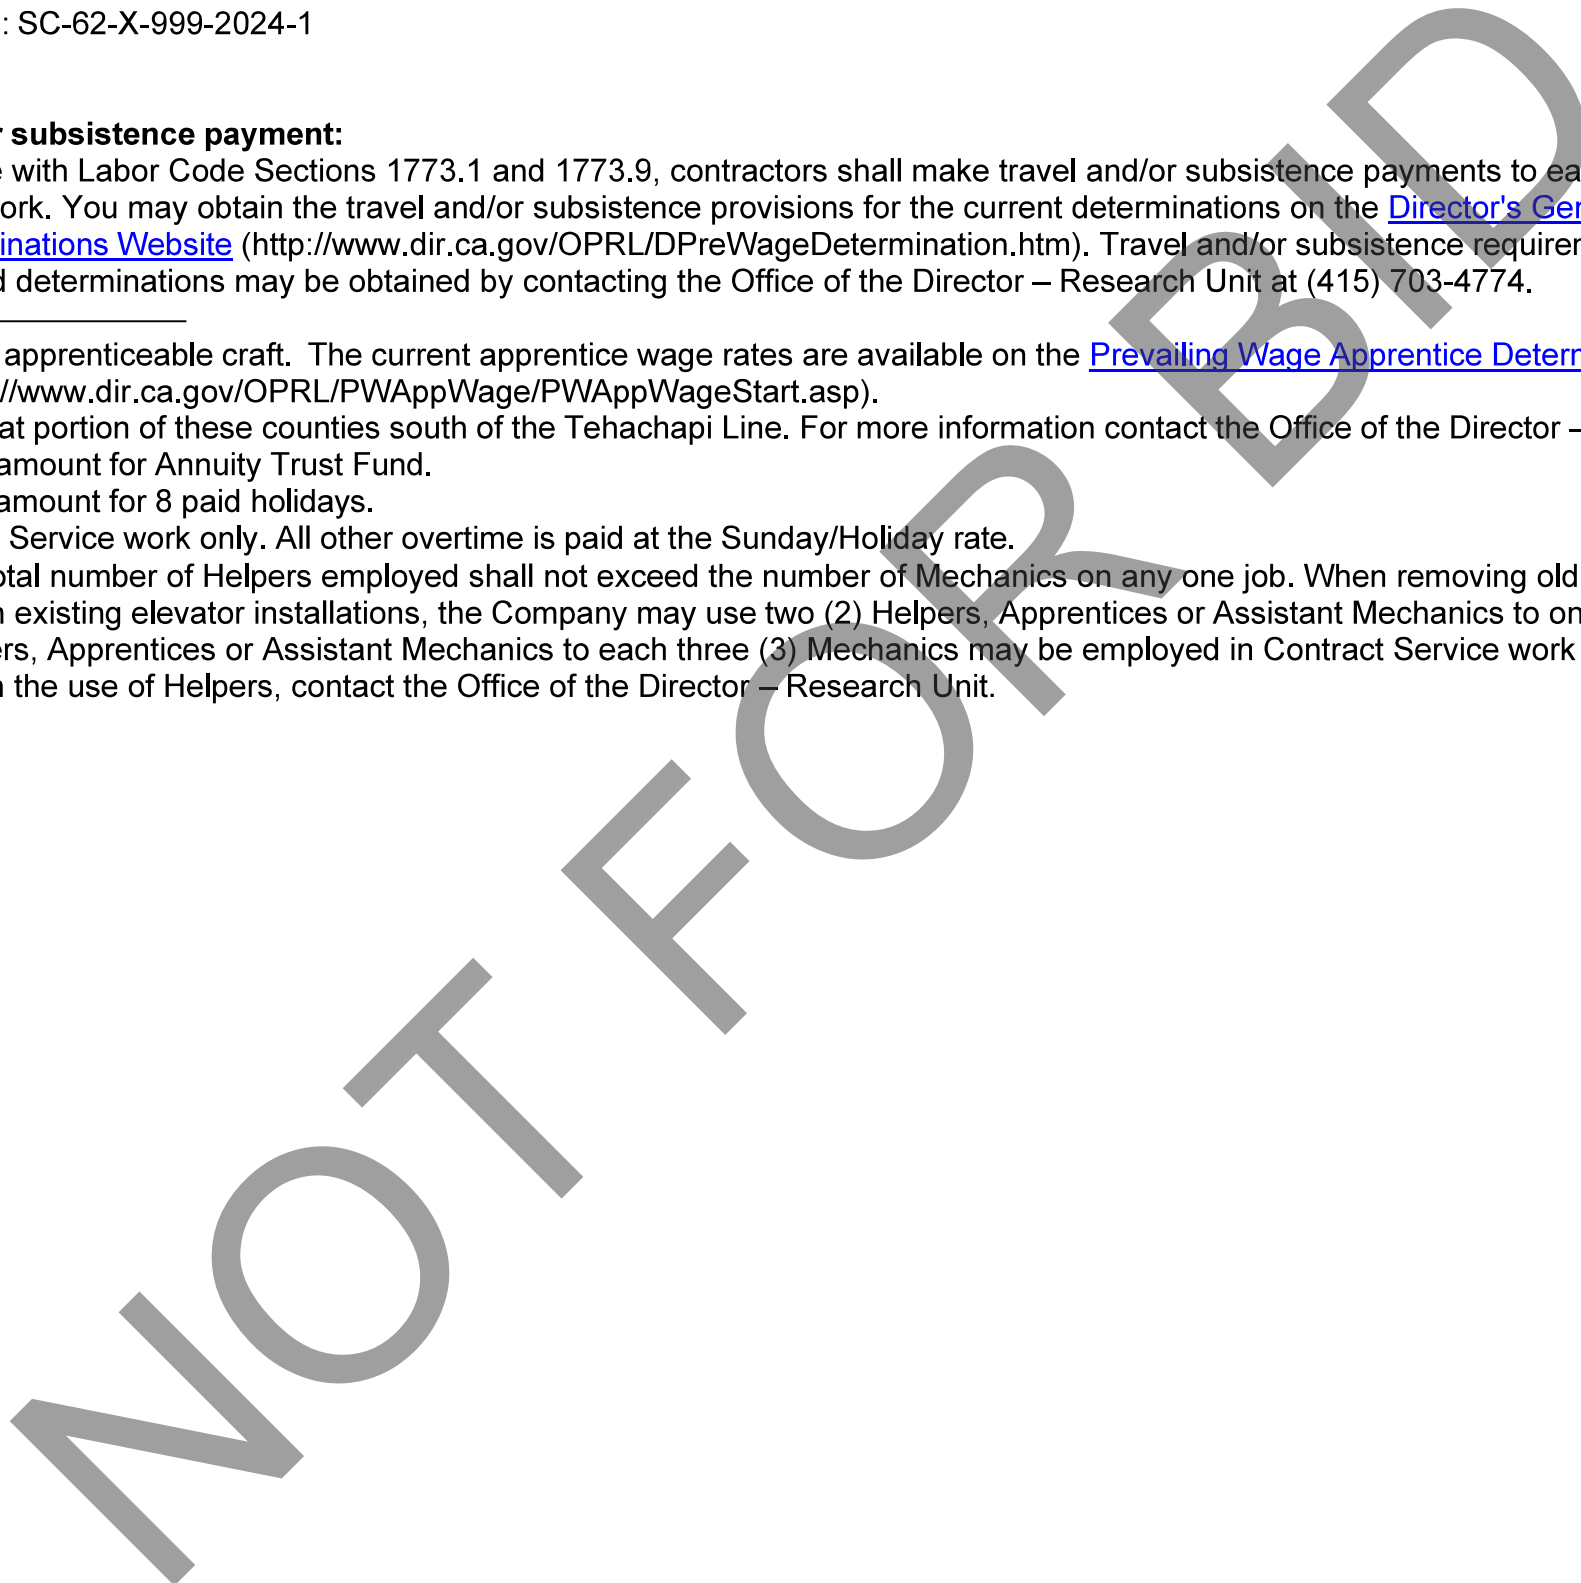 : SC-62-X-999-2024-1
r subsistence payment:
e with Labor Code Sections 1773.1 and 1773.9, contractors shall make travel and/or subsistence payments to ea
ork. You may obtain the travel and/or subsistence provisions for the current determinations on the Director's Gen
inations Website (http://www.dir.ca.gov/OPRL/DPreWageDetermination.htm). Travel and/or subsistence requirem
d determinations may be obtained by contacting the Office of the Director – Research Unit at (415) 703-4774.
apprenticeable craft. The current apprentice wage rates are available on the Prevailing Wage Apprentice Determ
//www.dir.ca.gov/OPRL/PWAppWage/PWAppWageStart.asp).
at portion of these counties south of the Tehachapi Line. For more information contact the Office of the Director –
amount for Annuity Trust Fund.
amount for 8 paid holidays.
Service work only. All other overtime is paid at the Sunday/Holiday rate.
otal number of Helpers employed shall not exceed the number of Mechanics on any one job. When removing old
n existing elevator installations, the Company may use two (2) Helpers, Apprentices or Assistant Mechanics to on
ers, Apprentices or Assistant Mechanics to each three (3) Mechanics may be employed in Contract Service work
n the use of Helpers, contact the Office of the Director – Research Unit.
NOT FOR BID